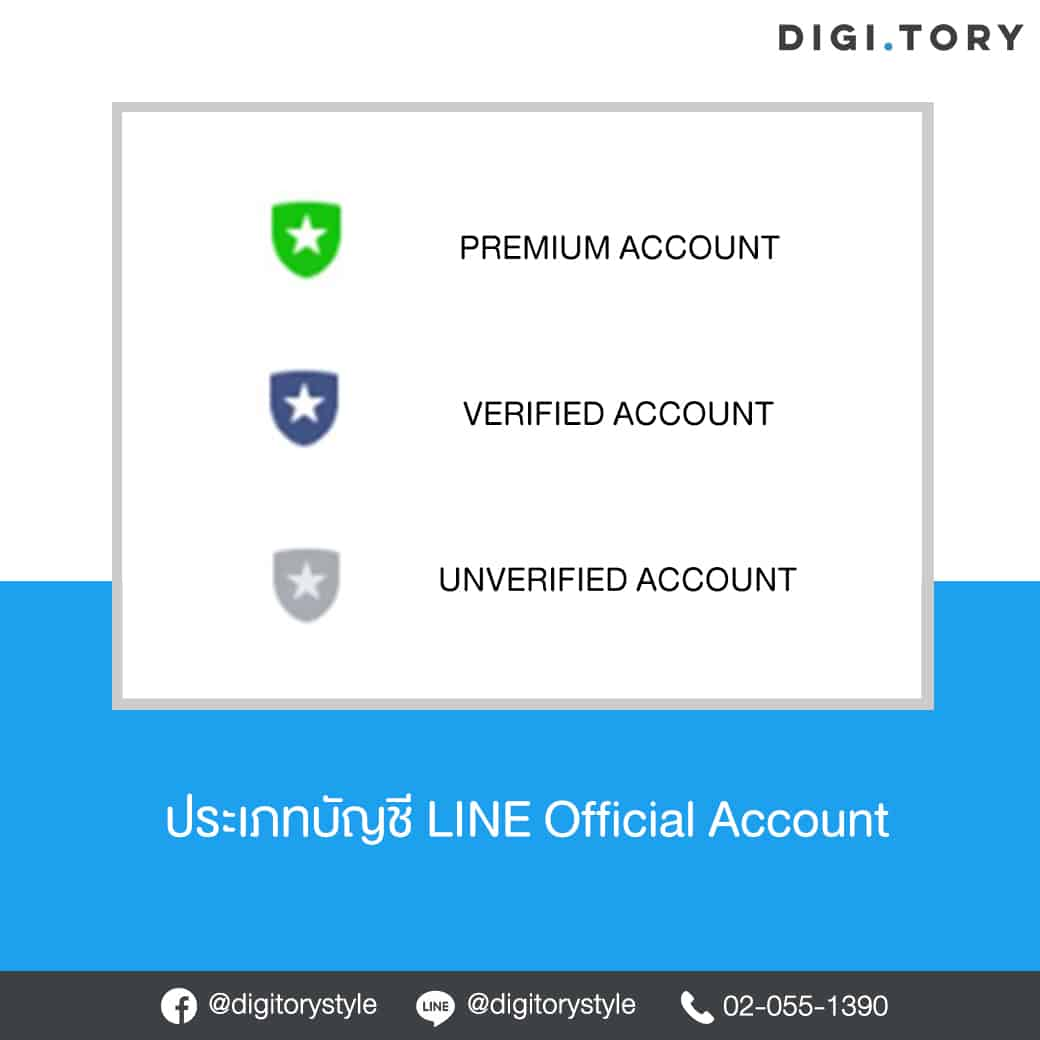 DIGI.TORY
PREMIUM ACCOUNT
VERIFIED ACCOUNT
UNVERIFIED ACCOUNT
ประเภทบัญชี LINE Official Account
@digitorystyle LINE @digitorystyle 02-055-1390